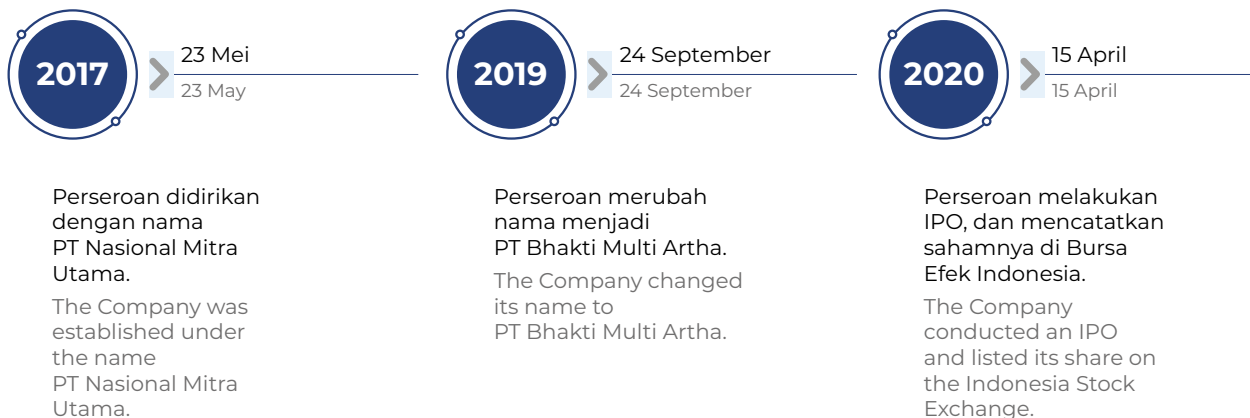 2017
23 Mei
23 May
Perseroan didirikan
dengan nama
PT Nasional Mitra
Utama.
The Company was
established under
the name
PT Nasional Mitra
Utama.
2019
24 September
24 September
Perseroan merubah
nama menjadi
PT Bhakti Multi Artha.
The Company changed
its name to
PT Bhakti Multi Artha.
2020
15 April
15 April
Perseroan melakukan
IPO, dan mencatatkan
sahamnya di Bursa
Efek Indonesia.
The Company
conducted an IPO
and listed its share on
the Indonesia Stock
Exchange.